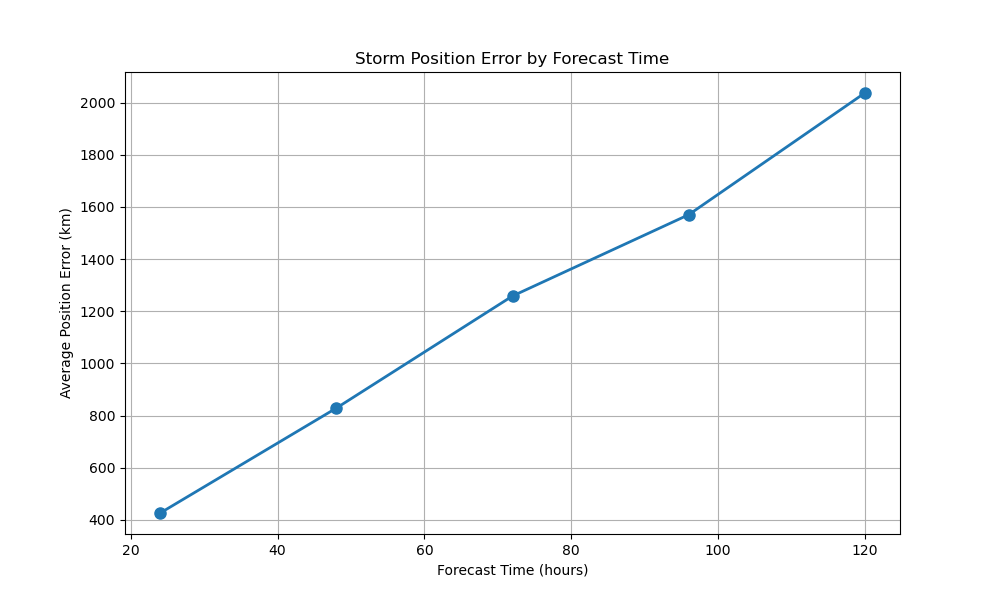 Storm Position Error by Forecast Time
Average Position Error (km)
2000
1800
1600
1400
1200
1000
800
600
400
20 40 60 80 100 120
Forecast Time (hours)